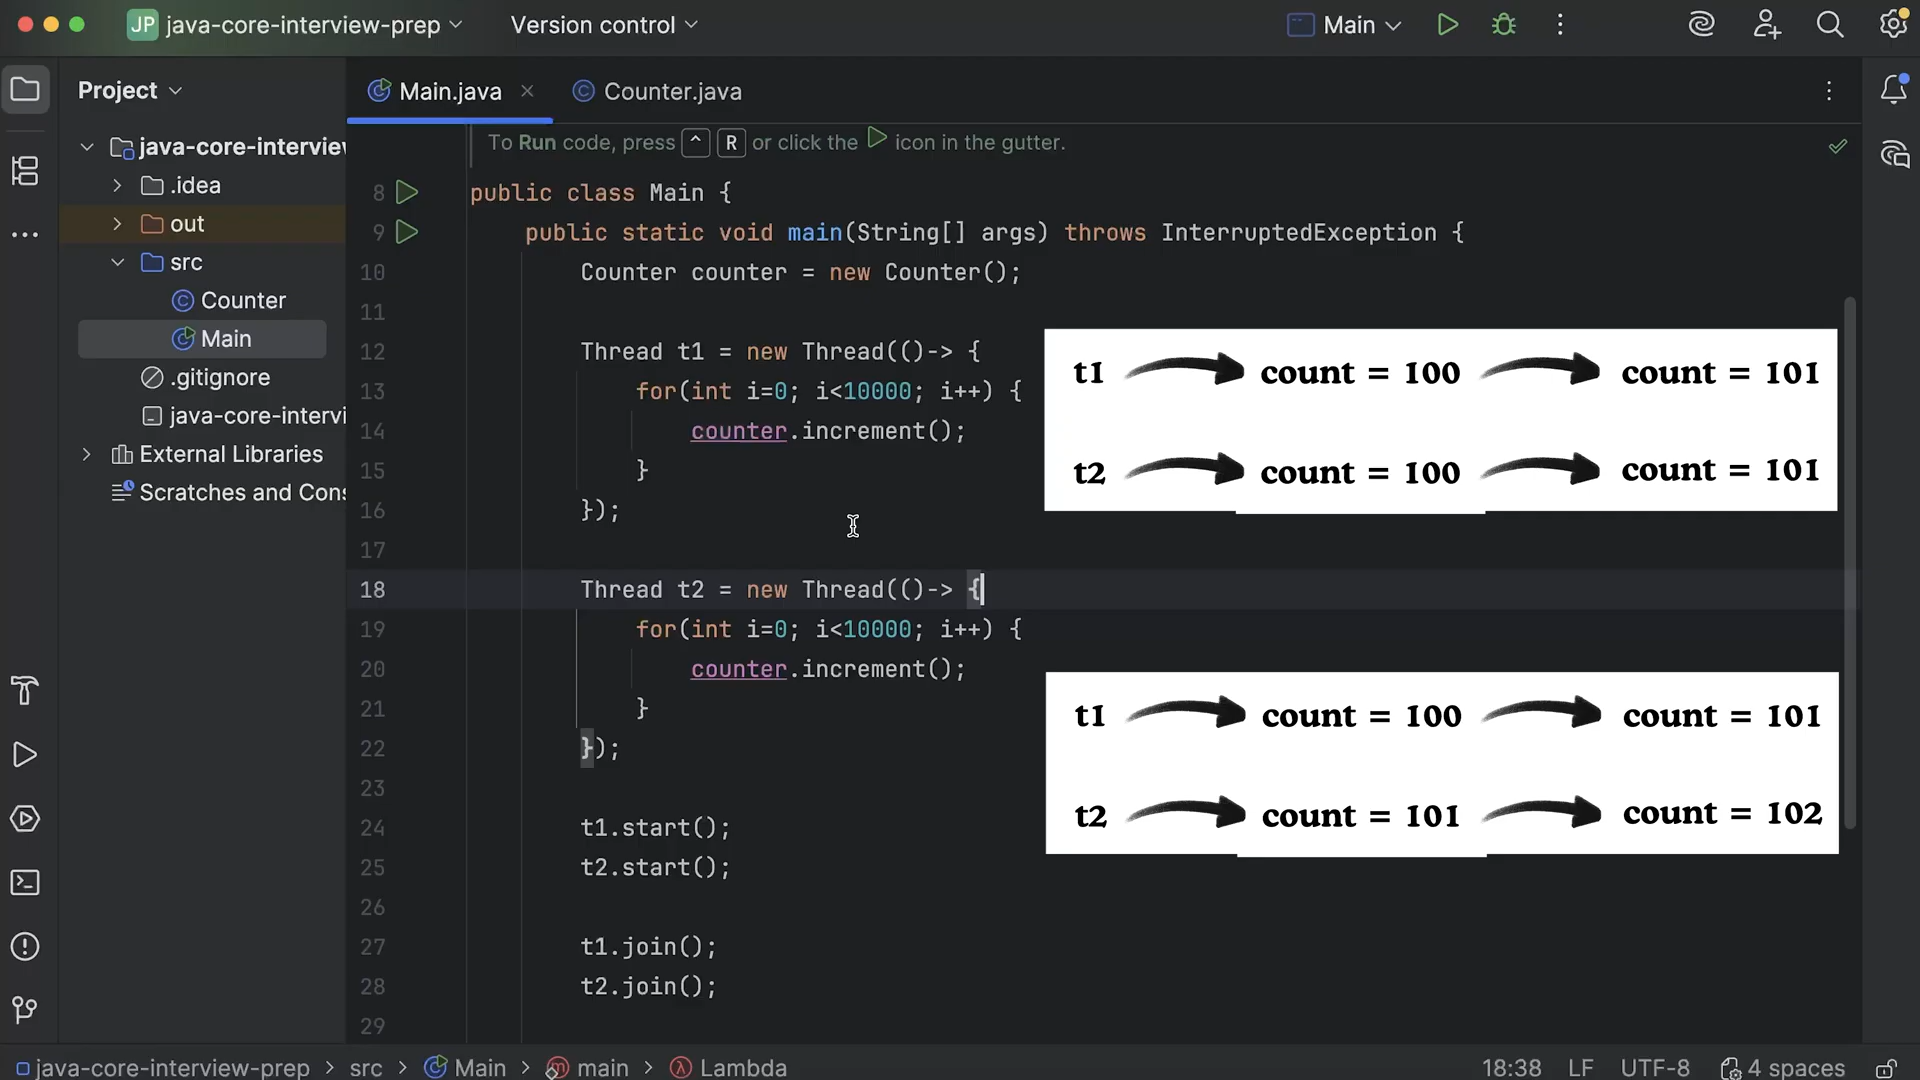 JP java-core-interview-prep Version control Main
Project
Main.java Counter.java
To Run code, press ^ R or click the icon in the gutter.
java-core-interview
.idea
out
src
Counter
Main
.gitignore
java-core-intervi
External Libraries
Scratches and Cons
8 public class Main {
9 public static void main(String[] args) throws InterruptedException {
10 Counter counter = new Counter();
11
12 Thread t1 = new Thread(()-> {
13 for(int i=0; i<10000; i++) {
14 counter.increment();
15 }
16 });
17
18 Thread t2 = new Thread(()-> {
19 for(int i=0; i<10000; i++) {
20 counter.increment();
21 }
22 });
23
24 t1.start();
25 t2.start();
26
27 t1.join();
28 t2.join();
29
t1 count = 100 count = 101
t2 count = 100 count = 101
t1 count = 100 count = 101
t2 count = 101 count = 102
java-core-interview-prep > src > Main > main > Lambda 18:38 LF UTF-8 4 spaces